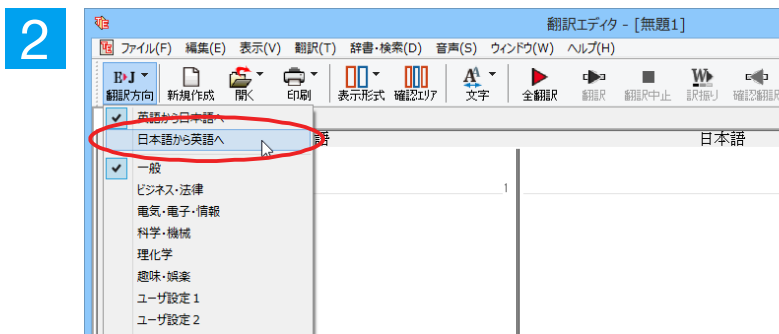 2
翻訳エディタ - [無題1]
ファイル(F) 編集(E) 表示(V) 翻訳(T) 辞書・検索(D) 音声(S) ウィンドウ(W) ヘルプ(H)
E▸J
翻訳方向 新規作成 開く 印刷 表示形式 確認エリア 文字 全翻訳 翻訳 翻訳中止 訳振り 確認翻訳
英語から日本語へ
日本語から英語へ
語 日本語
一般
ビジネス・法律
1
電気・電子・情報
科学・機械
理化学
趣味・娯楽
ユーザ設定1
ユーザ設定2